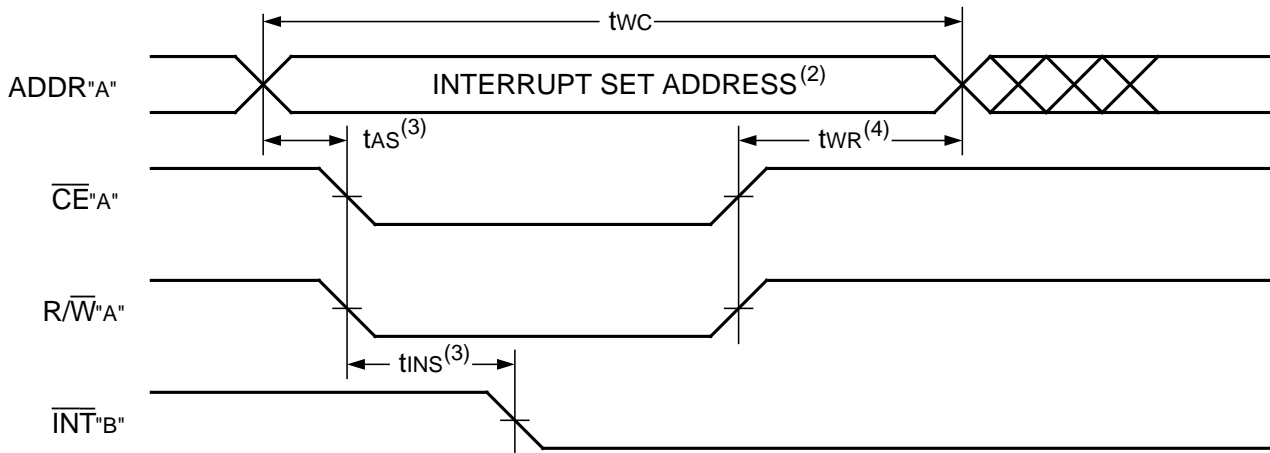 tWC
ADDR"A"
INTERRUPT SET ADDRESS(2)
tAS(3)
tWR(4)
CE"A"
R/W"A"
tINS(3)
INT"B"